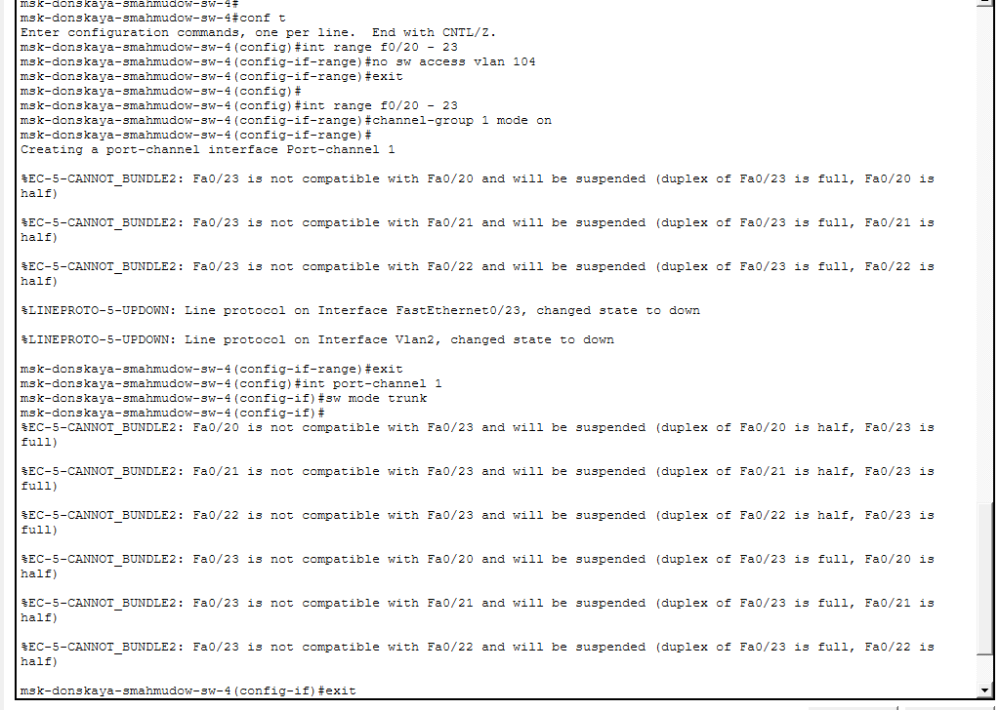 msk-donskaya-smahmudow-sw-4#
msk-donskaya-smahmudow-sw-4#conf t
Enter configuration commands, one per line.  End with CNTL/Z.
msk-donskaya-smahmudow-sw-4(config)#int range f0/20 - 23
msk-donskaya-smahmudow-sw-4(config-if-range)#no sw access vlan 104
msk-donskaya-smahmudow-sw-4(config-if-range)#exit
msk-donskaya-smahmudow-sw-4(config)#
msk-donskaya-smahmudow-sw-4(config)#int range f0/20 - 23
msk-donskaya-smahmudow-sw-4(config-if-range)#channel-group 1 mode on
msk-donskaya-smahmudow-sw-4(config-if-range)#
Creating a port-channel interface Port-channel 1
%EC-5-CANNOT_BUNDLE2: Fa0/23 is not compatible with Fa0/20 and will be suspended (duplex of Fa0/23 is full, Fa0/20 is
half)
%EC-5-CANNOT_BUNDLE2: Fa0/23 is not compatible with Fa0/21 and will be suspended (duplex of Fa0/23 is full, Fa0/21 is
half)
%EC-5-CANNOT_BUNDLE2: Fa0/23 is not compatible with Fa0/22 and will be suspended (duplex of Fa0/23 is full, Fa0/22 is
half)
%LINEPROTO-5-UPDOWN: Line protocol on Interface FastEthernet0/23, changed state to down
%LINEPROTO-5-UPDOWN: Line protocol on Interface Vlan2, changed state to down
msk-donskaya-smahmudow-sw-4(config-if-range)#exit
msk-donskaya-smahmudow-sw-4(config)#int port-channel 1
msk-donskaya-smahmudow-sw-4(config-if)#sw mode trunk
msk-donskaya-smahmudow-sw-4(config-if)#
%EC-5-CANNOT_BUNDLE2: Fa0/20 is not compatible with Fa0/23 and will be suspended (duplex of Fa0/20 is half, Fa0/23 is
full)
%EC-5-CANNOT_BUNDLE2: Fa0/21 is not compatible with Fa0/23 and will be suspended (duplex of Fa0/21 is half, Fa0/23 is
full)
%EC-5-CANNOT_BUNDLE2: Fa0/22 is not compatible with Fa0/23 and will be suspended (duplex of Fa0/22 is half, Fa0/23 is
full)
%EC-5-CANNOT_BUNDLE2: Fa0/23 is not compatible with Fa0/20 and will be suspended (duplex of Fa0/23 is full, Fa0/20 is
half)
%EC-5-CANNOT_BUNDLE2: Fa0/23 is not compatible with Fa0/21 and will be suspended (duplex of Fa0/23 is full, Fa0/21 is
half)
%EC-5-CANNOT_BUNDLE2: Fa0/23 is not compatible with Fa0/22 and will be suspended (duplex of Fa0/23 is full, Fa0/22 is
half)
msk-donskaya-smahmudow-sw-4(config-if)#exit